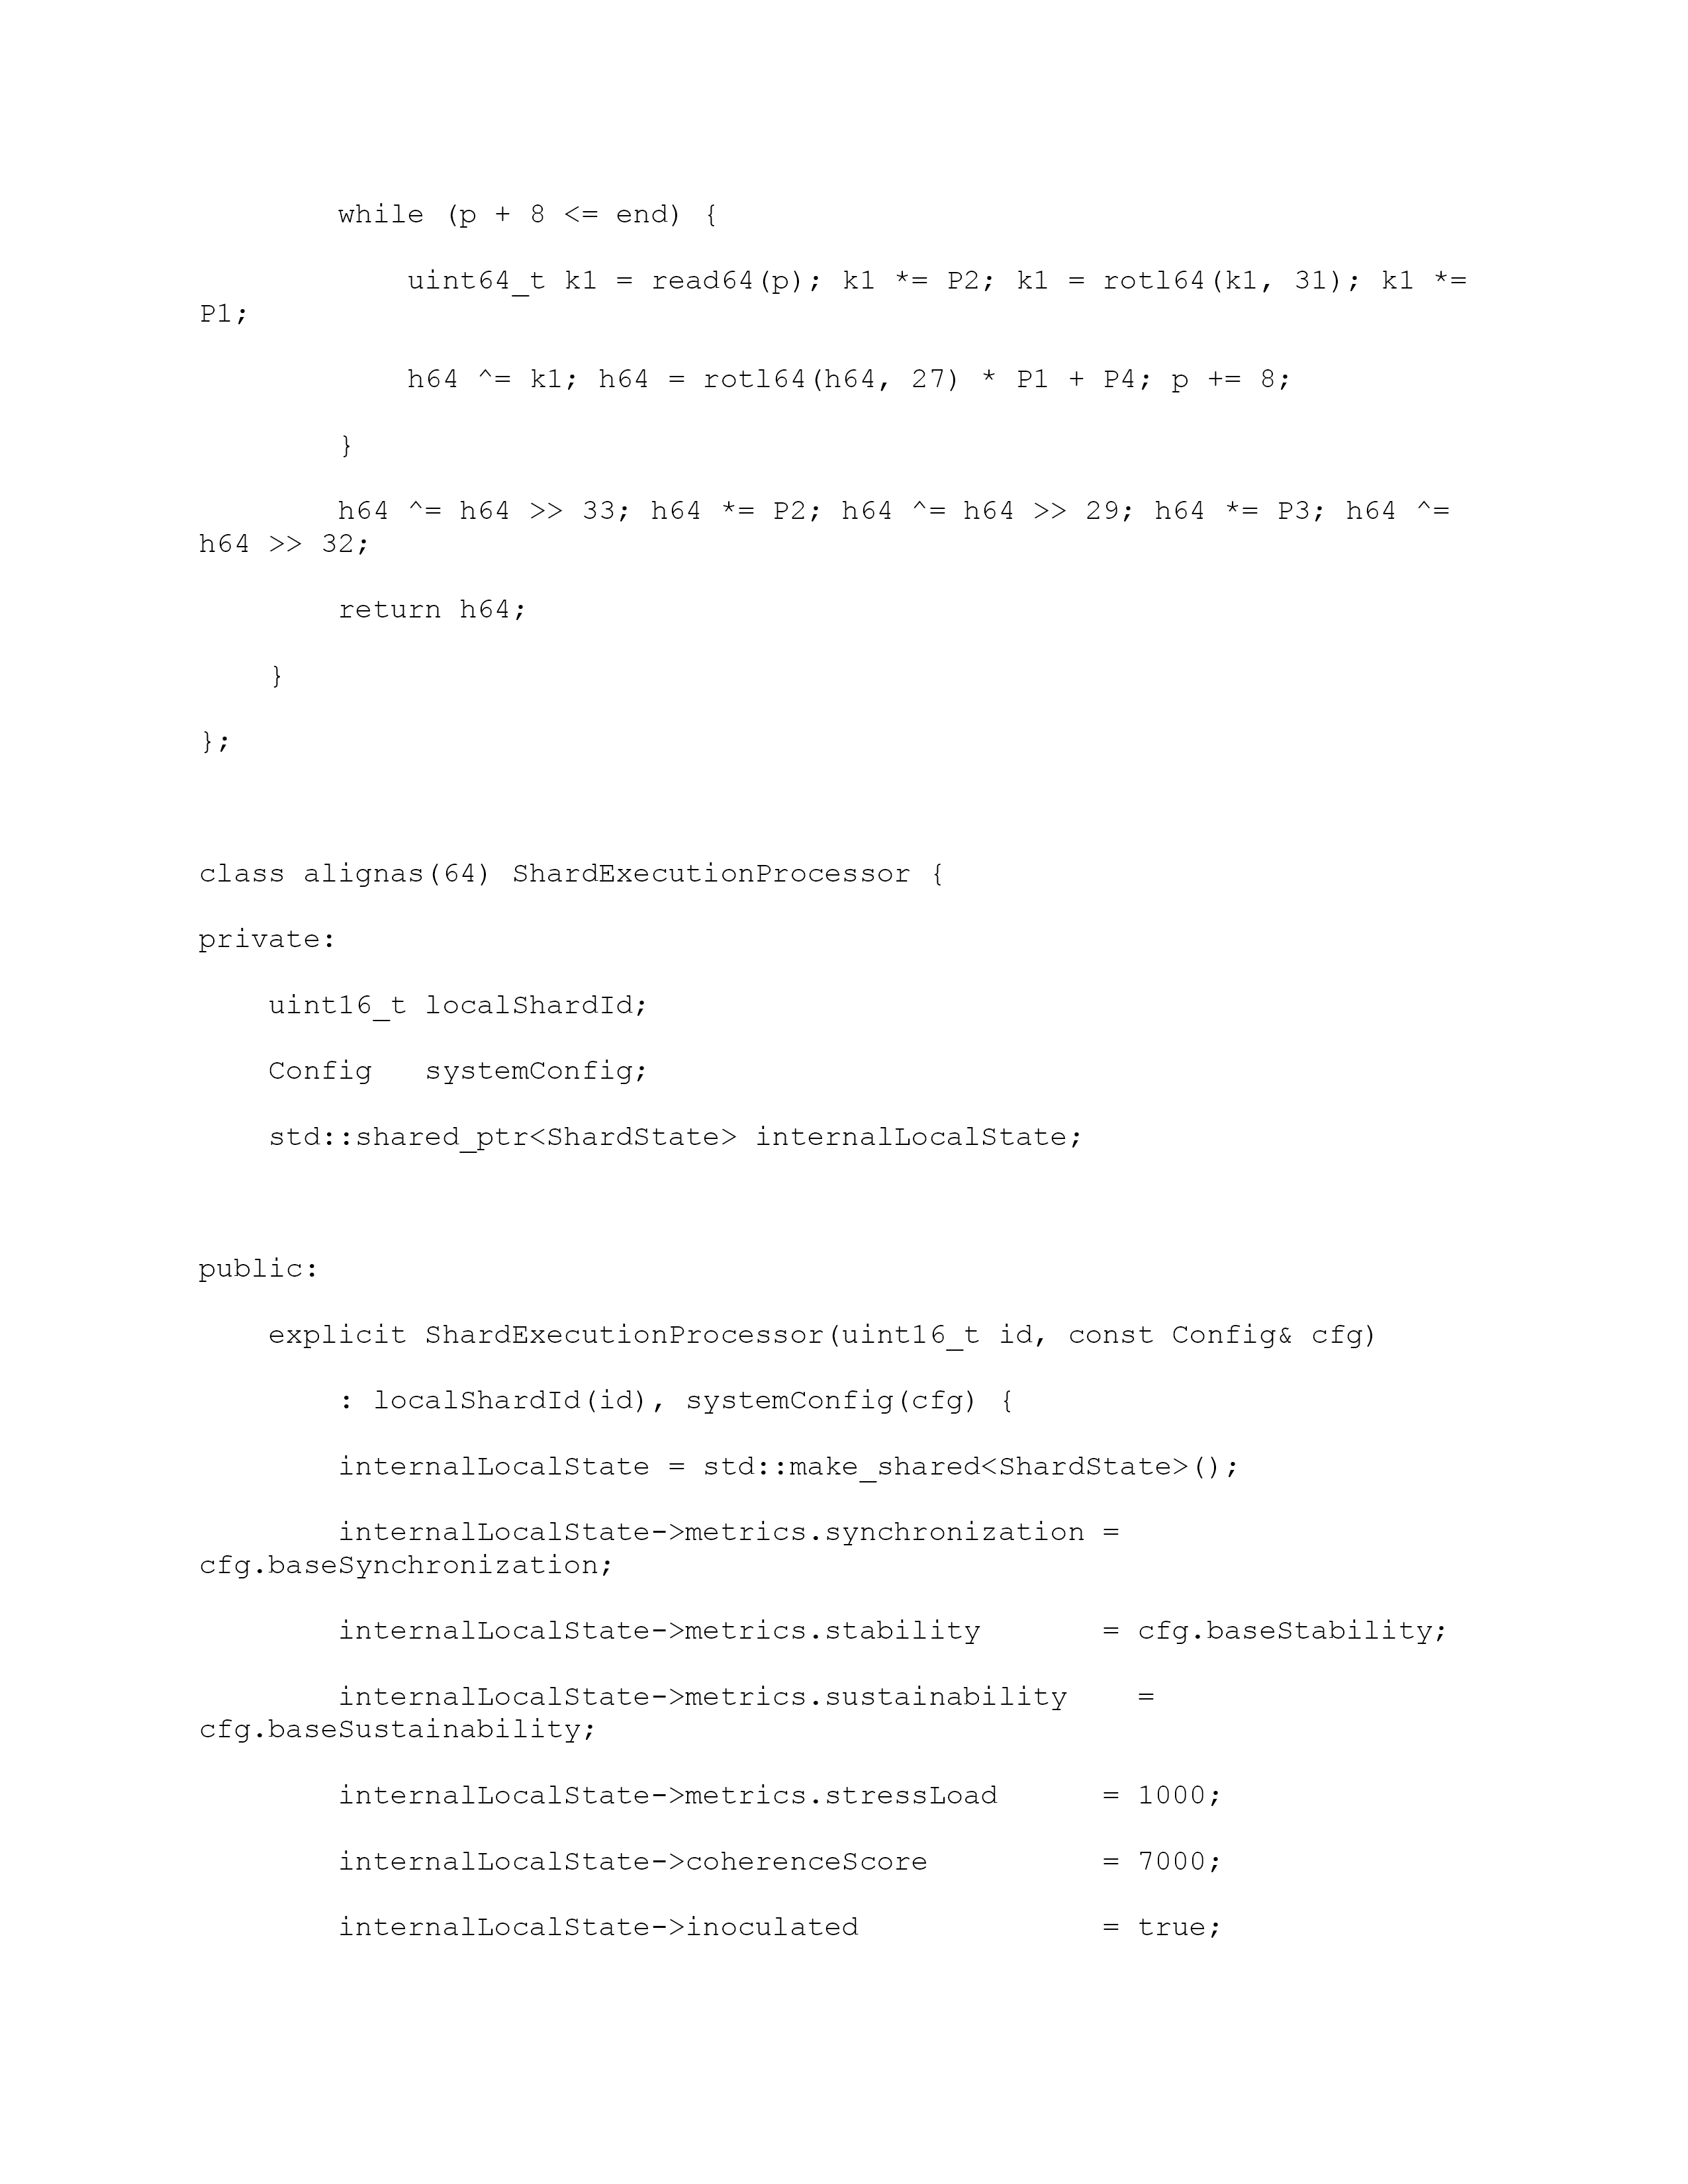 while (p + 8 <= end) {
uint64_t k1 = read64(p); k1 *= P2; k1 = rotl64(k1, 31); k1 *=
P1;
h64 ^= k1; h64 = rotl64(h64, 27) * P1 + P4; p += 8;
}
h64 ^= h64 >> 33; h64 *= P2; h64 ^= h64 >> 29; h64 *= P3; h64 ^=
h64 >> 32;
return h64;
}
};
class alignas(64) ShardExecutionProcessor {
private:
uint16_t localShardId;
Config   systemConfig;
std::shared_ptr<ShardState> internalLocalState;
public:
explicit ShardExecutionProcessor(uint16_t id, const Config& cfg)
: localShardId(id), systemConfig(cfg) {
internalLocalState = std::make_shared<ShardState>();
internalLocalState->metrics.synchronization =
cfg.baseSynchronization;
internalLocalState->metrics.stability       = cfg.baseStability;
internalLocalState->metrics.sustainability    =
cfg.baseSustainability;
internalLocalState->metrics.stressLoad      = 1000;
internalLocalState->coherenceScore          = 7000;
internalLocalState->inoculated              = true;